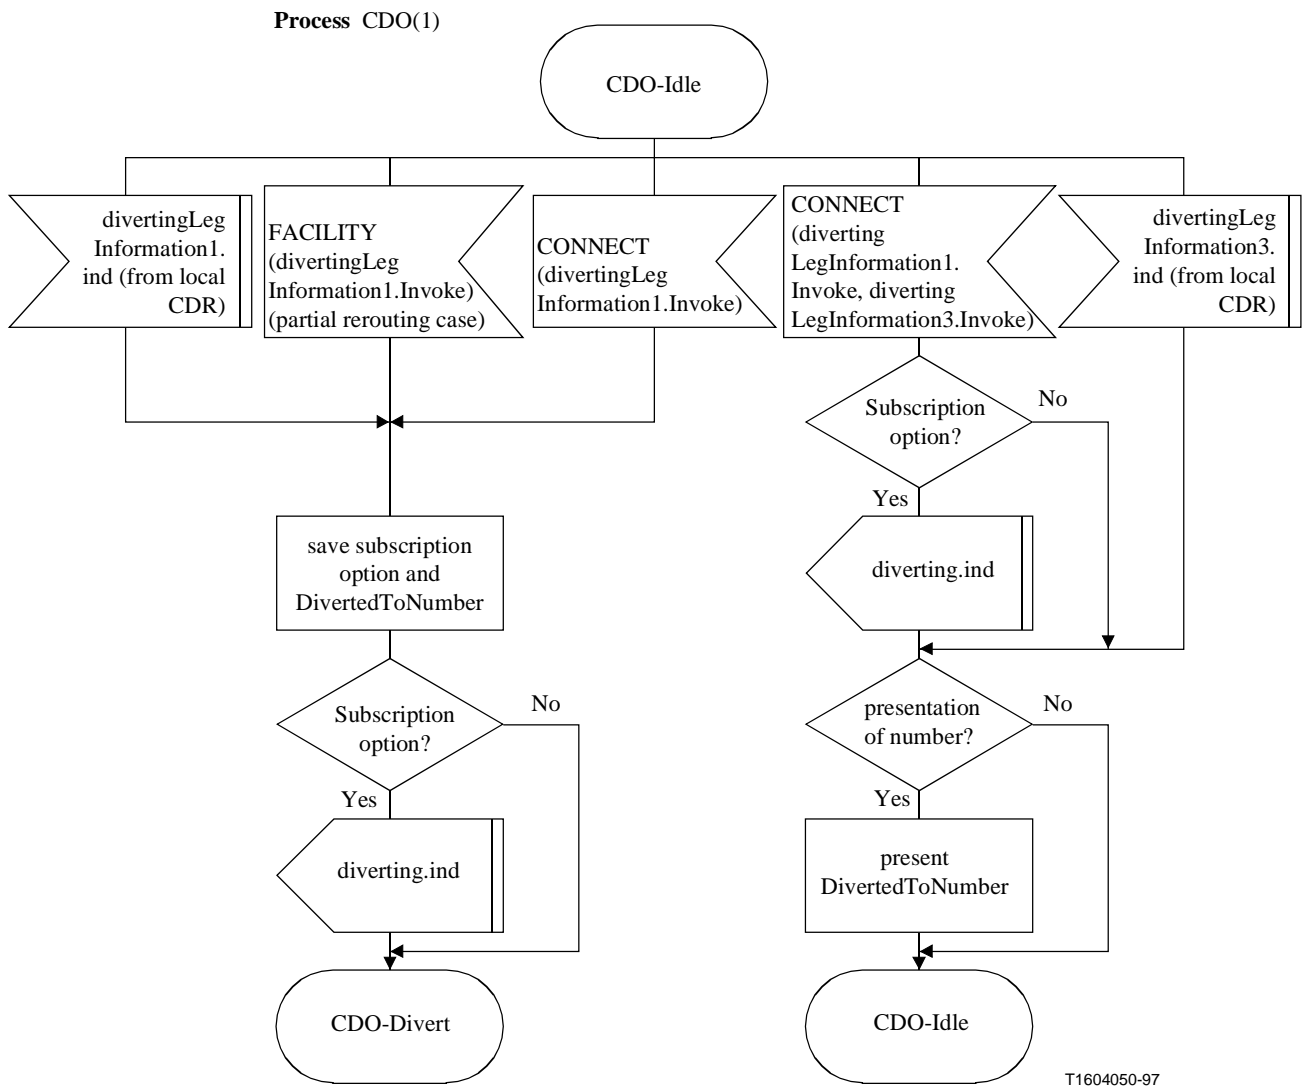 Process CDO(1)
CDO-Idle
divertingLeg
Information1.
ind (from local
CDR)
FACILITY
(divertingLeg
Information1.Invoke)
(partial rerouting case)
CONNECT
(divertingLeg
Information1.Invoke)
CONNECT
(diverting
LegInformation1.
Invoke, diverting
LegInformation3.Invoke)
divertingLeg
Information3.
ind (from local
CDR)
Subscription
option?
No
Yes
save subscription
option and
DivertedToNumber
diverting.ind
Subscription
option?
No
Yes
presentation
of number?
No
Yes
diverting.ind
present
DivertedToNumber
CDO-Divert
CDO-Idle
T1604050-97